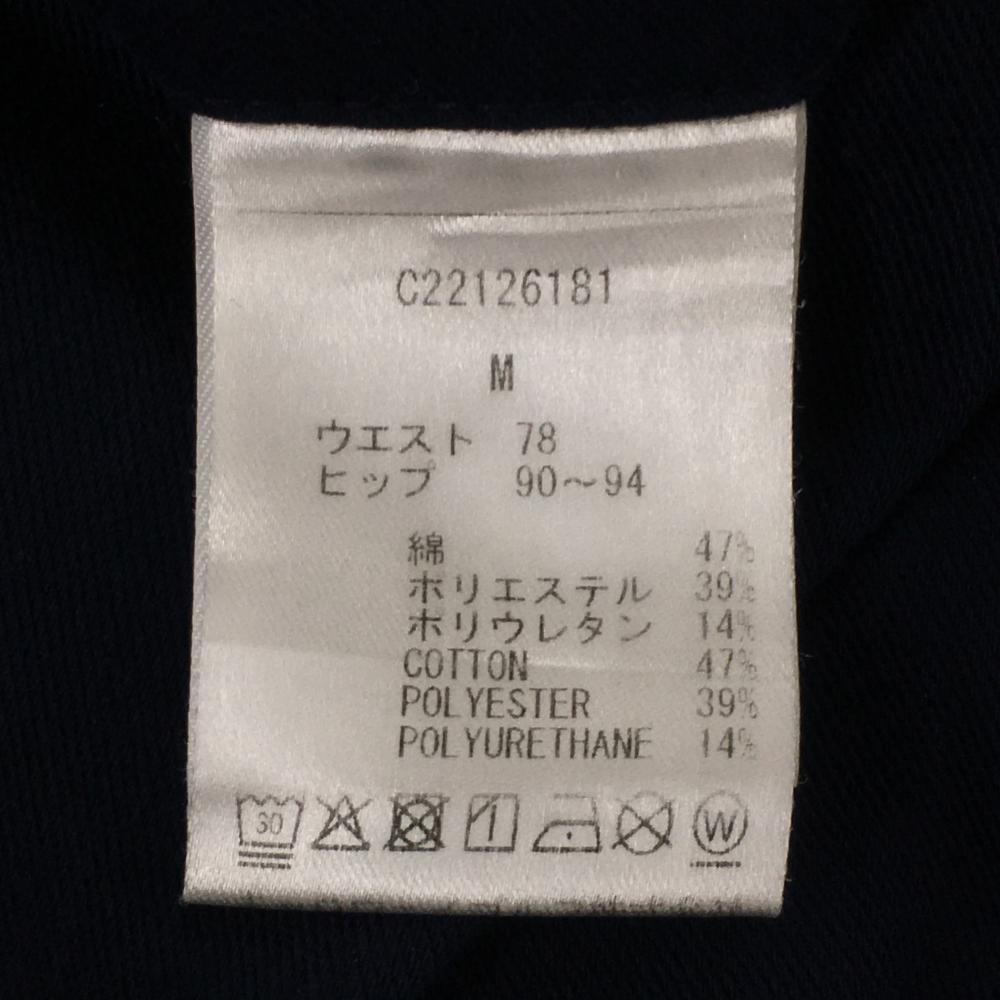 C22126181
M
ウエスト 78
ヒップ 90～94
綿 47%
ポリエステル 39%
ポリウレタン 14%
COTTON 47%
POLYESTER 39%
POLYURETHANE 14%
30 W